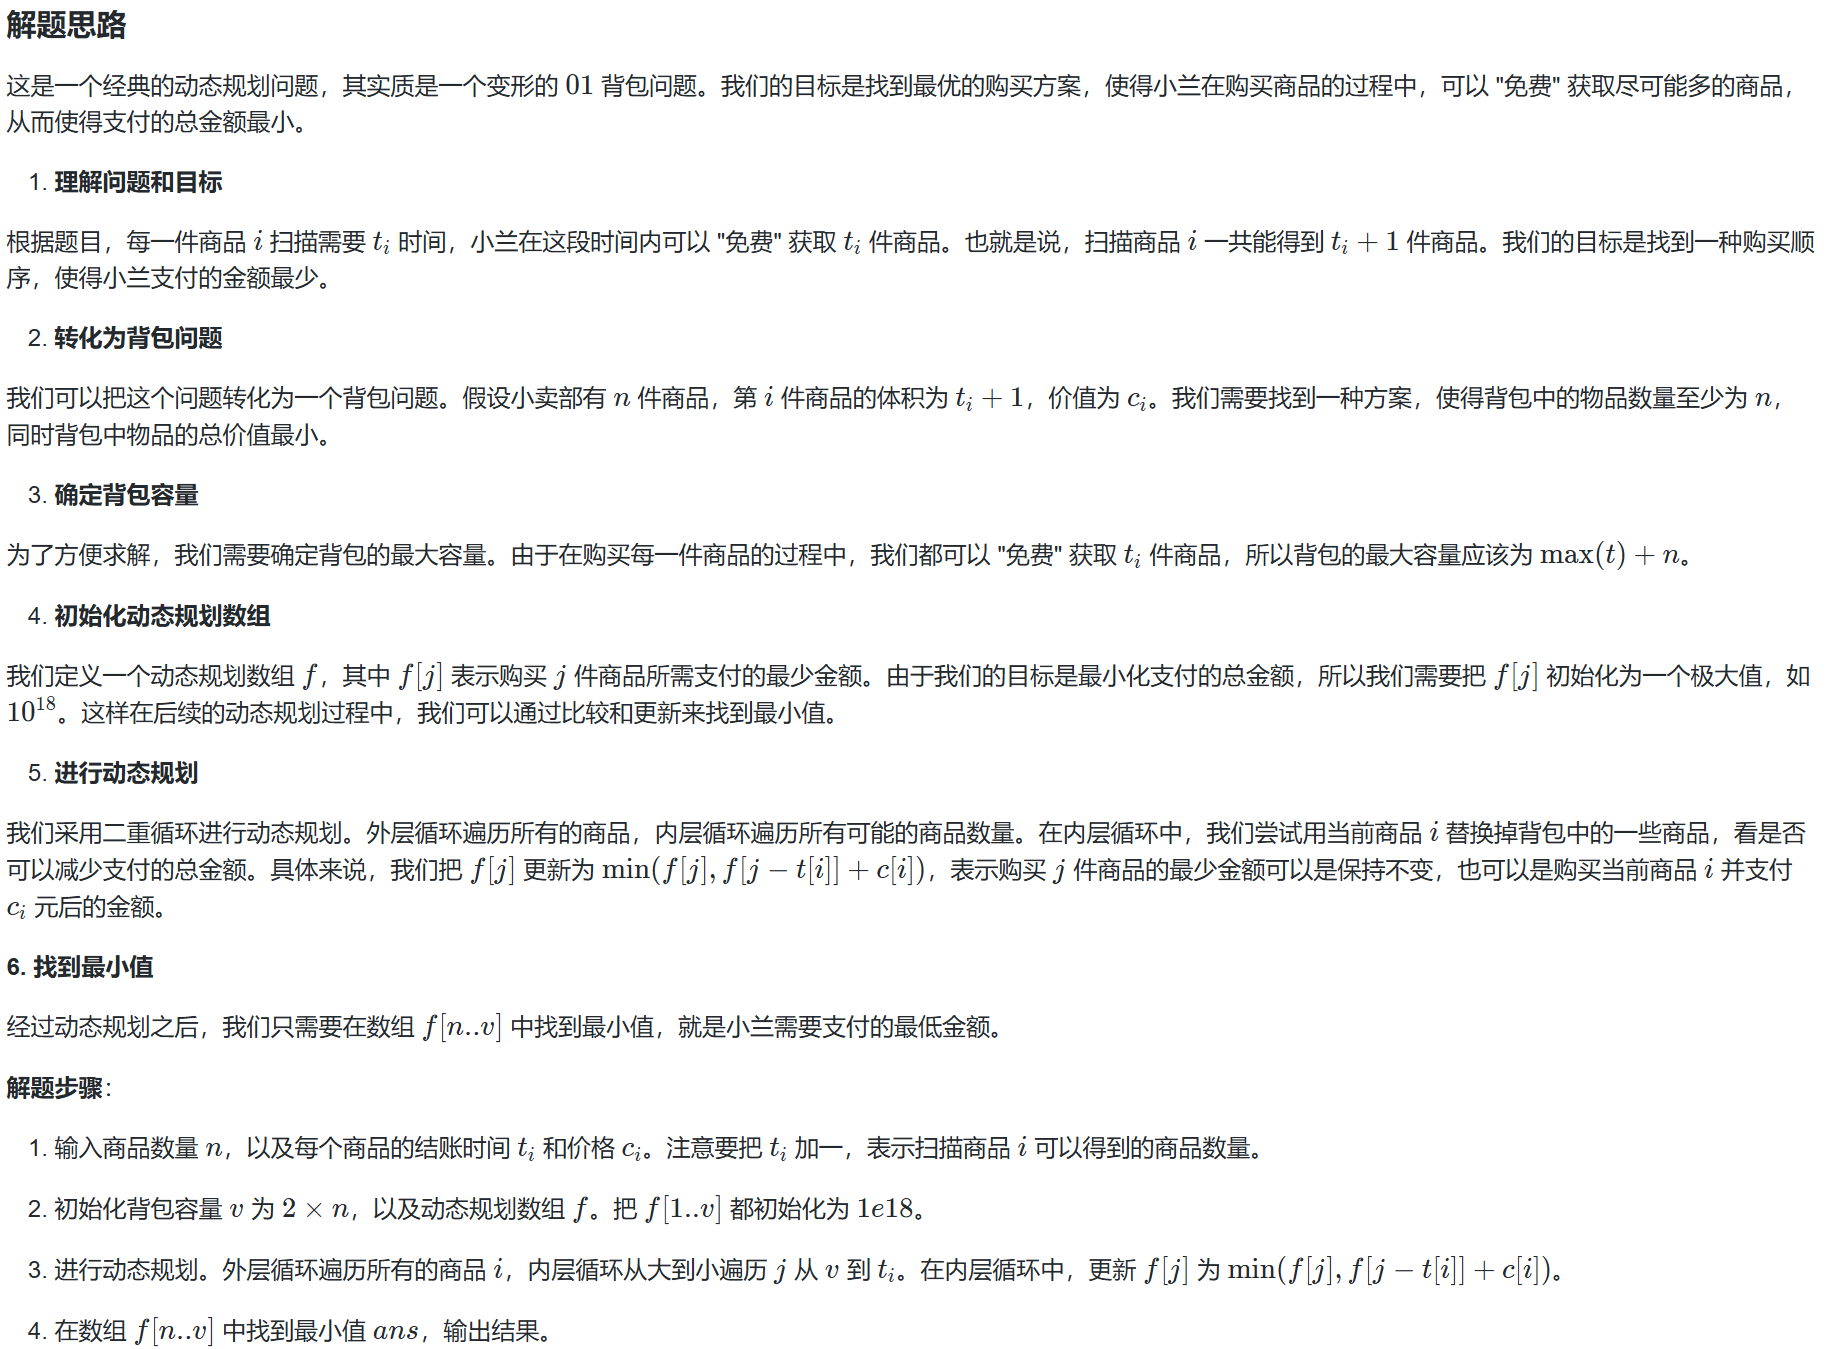 解题思路
这是一个经典的动态规划问题，其实质是一个变形的 01 背包问题。我们的目标是找到最优的购买方案，使得小兰在购买商品的过程中，可以 "免费" 获取尽可能多的商品，
从而使得支付的总金额最小。
1. 理解问题和目标
根据题目，每一件商品 i 扫描需要 t_i 时间，小兰在这段时间内可以 "免费" 获取 t_i 件商品。也就是说，扫描商品 i 一共能得到 t_i + 1 件商品。我们的目标是找到一种购买顺
序，使得小兰支付的金额最少。
2. 转化为背包问题
我们可以把这个问题转化为一个背包问题。假设小卖部有 n 件商品，第 i 件商品的体积为 t_i + 1，价值为 c_i。我们需要找到一种方案，使得背包中的物品数量至少为 n，
同时背包中物品的总价值最小。
3. 确定背包容量
为了方便求解，我们需要确定背包的最大容量。由于在购买每一件商品的过程中，我们都可以 "免费" 获取 t_i 件商品，所以背包的最大容量应该为 max(t) + n。
4. 初始化动态规划数组
我们定义一个动态规划数组 f，其中 f[j] 表示购买 j 件商品所需支付的最少金额。由于我们的目标是最小化支付的总金额，所以我们需要把 f[j] 初始化为一个极大值，如
10^18。这样在后续的动态规划过程中，我们可以通过比较和更新来找到最小值。
5. 进行动态规划
我们采用二重循环进行动态规划。外层循环遍历所有的商品，内层循环遍历所有可能的商品数量。在内层循环中，我们尝试用当前商品 i 替换掉背包中的一些商品，看是否
可以减少支付的总金额。具体来说，我们把 f[j] 更新为 min(f[j], f[j − t[i]] + c[i])，表示购买 j 件商品的最少金额可以是保持不变，也可以是购买当前商品 i 并支付
c_i 元后的金额。
6. 找到最小值
经过动态规划之后，我们只需要在数组 f[n..v] 中找到最小值，就是小兰需要支付的最低金额。
解题步骤：
1. 输入商品数量 n，以及每个商品的结账时间 t_i 和价格 c_i。注意要把 t_i 加一，表示扫描商品 i 可以得到的商品数量。
2. 初始化背包容量 v 为 2 × n，以及动态规划数组 f。把 f[1..v] 都初始化为 1e18。
3. 进行动态规划。外层循环遍历所有的商品 i，内层循环从大到小遍历 j 从 v 到 t_i。在内层循环中，更新 f[j] 为 min(f[j], f[j − t[i]] + c[i])。
4. 在数组 f[n..v] 中找到最小值 ans，输出结果。